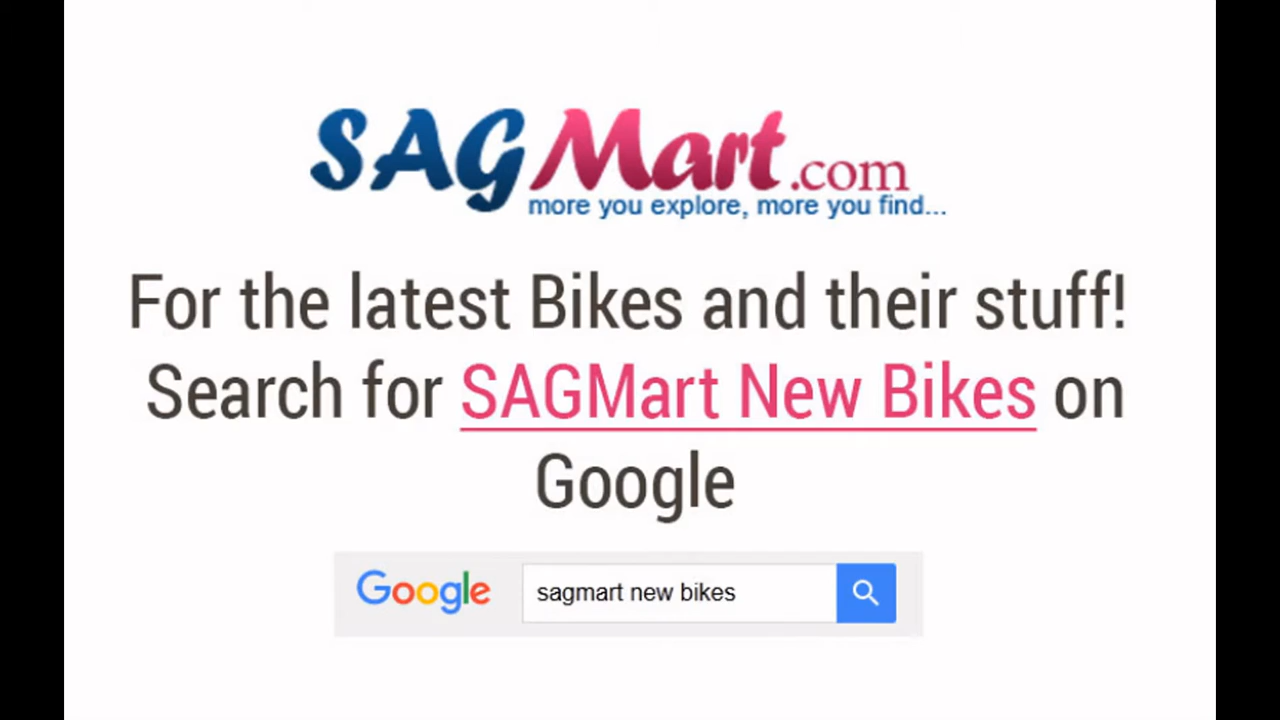 SAGMart.com
more you explore, more you find...
For the latest Bikes and their stuff!
Search for SAGMart New Bikes on
Google
Google sagmart new bikes